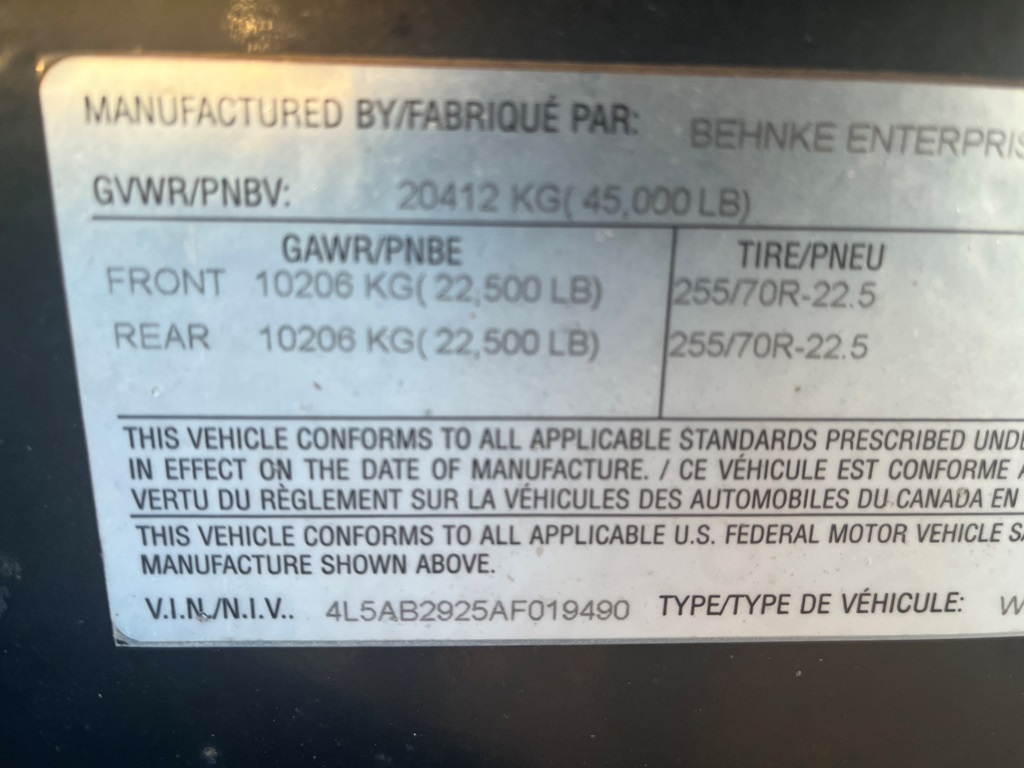 MANUFACTURED BY/FABRIQUÉ PAR: BEHNKE ENTERPRIS
GVWR/PNBV: 20412 KG( 45,000 LB)
GAWR/PNBE TIRE/PNEU
FRONT 10206 KG( 22,500 LB) 255/70R-22.5
REAR 10206 KG( 22,500 LB) 255/70R-22.5
THIS VEHICLE CONFORMS TO ALL APPLICABLE STANDARDS PRESCRIBED UNDE
IN EFFECT ON THE DATE OF MANUFACTURE. / CE VÉHICULE EST CONFORME A
VERTU DU RÈGLEMENT SUR LA VÉHICULES DES AUTOMOBILES DU CANADA EN
THIS VEHICLE CONFORMS TO ALL APPLICABLE U.S. FEDERAL MOTOR VEHICLE SA
MANUFACTURE SHOWN ABOVE.
V.I.N./N.I.V.. 4L5AB2925AF019490 TYPE/TYPE DE VÉHICULE: W